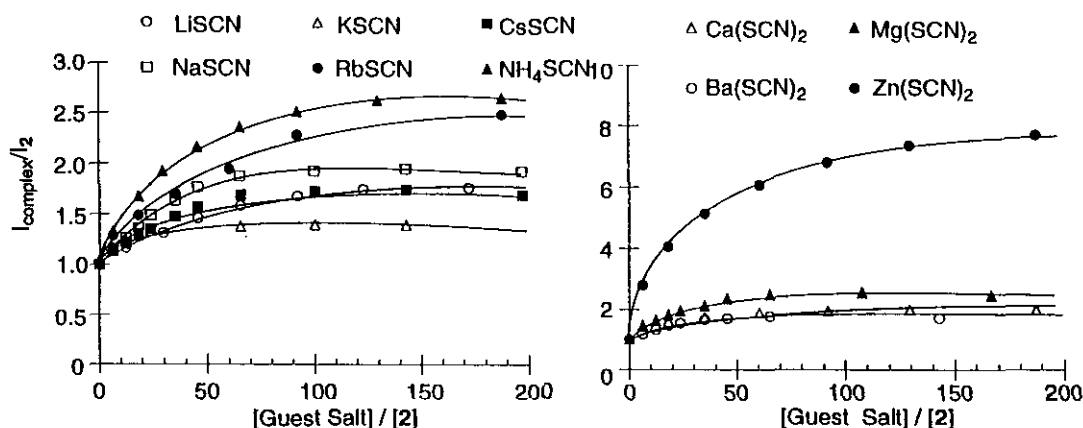 LiSCN KSCN CsSCN
NaSCN RbSCN NH₄SCN
Ca(SCN)₂ Mg(SCN)₂
Ba(SCN)₂ Zn(SCN)₂
3.0
2.5
2.0
1.5
1.0
0.5
0
I_complex/I₂
0 50 100 150 200
[Guest Salt] / [2]
10
8
6
4
2
0
0 50 100 150 200
[Guest Salt] / [2]